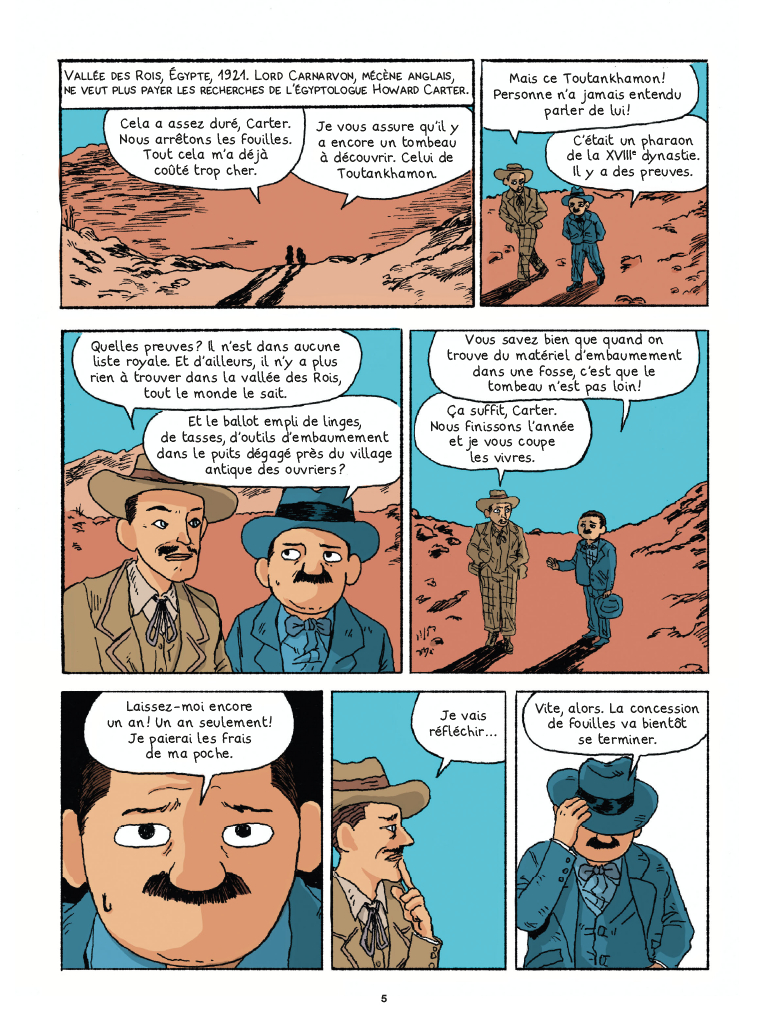 Vallée des Rois, Égypte, 1921. Lord Carnarvon, mécène anglais,
ne veut plus payer les recherches de l'égyptologue Howard Carter.
Cela a assez duré, Carter.
Nous arrêtons les fouilles.
Tout cela m'a déjà
coûté trop cher.
Je vous assure qu'il y
a encore un tombeau
à découvrir. Celui de
Toutankhamon.
Mais ce Toutankhamon!
Personne n'a jamais entendu
parler de lui!
C'était un pharaon
de la XVIIIe dynastie.
Il y a des preuves.
Quelles preuves? Il n'est dans aucune
liste royale. Et d'ailleurs, il n'y a plus
rien à trouver dans la vallée des Rois,
tout le monde le sait.
Et le ballot empli de linges,
de tasses, d'outils d'embaumement
dans le puits dégagé près du village
antique des ouvriers?
Vous savez bien que quand on
trouve du matériel d'embaumement
dans une fosse, c'est que le
tombeau n'est pas loin!
Ça suffit, Carter.
Nous finissons l'année
et je vous coupe
les vivres.
Laissez-moi encore
un an! Un an seulement!
Je paierai les frais
de ma poche.
Je vais
réfléchir...
Vite, alors. La concession
de fouilles va bientôt
se terminer.
5